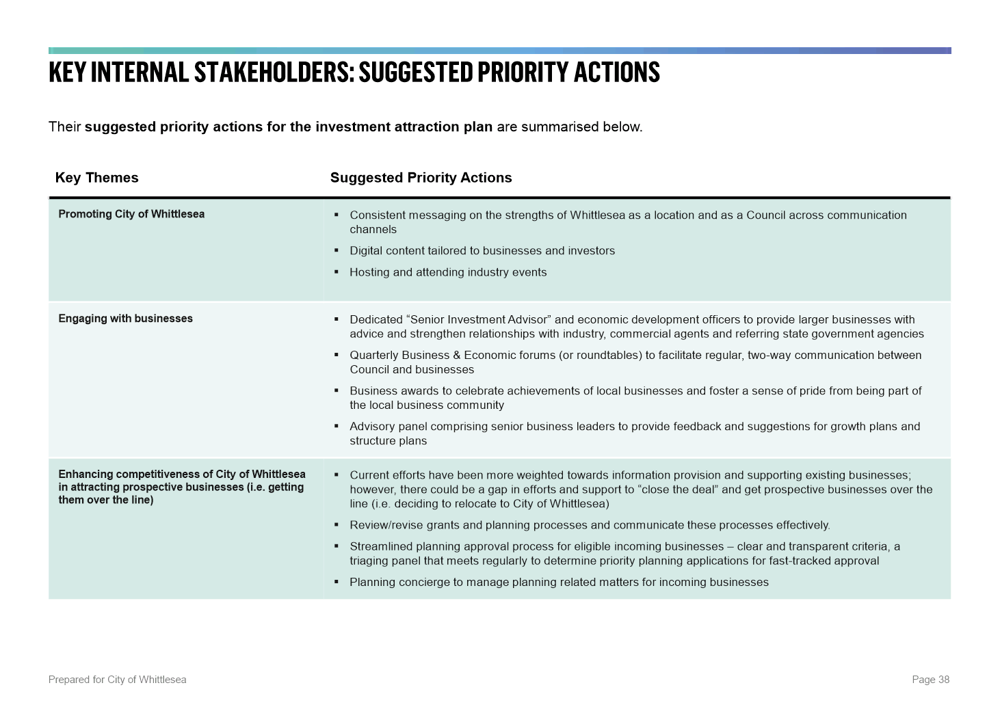 KEY INTERNAL STAKEHOLDERS: SUGGESTED PRIORITY ACTIONS
Their suggested priority actions for the investment attraction plan are summarised below.
Key Themes
Suggested Priority Actions
Promoting City of Whittlesea
▪ Consistent messaging on the strengths of Whittlesea as a location and as a Council across communication
channels
▪ Digital content tailored to businesses and investors
▪ Hosting and attending industry events
Engaging with businesses
▪ Dedicated “Senior Investment Advisor” and economic development officers to provide larger businesses with
advice and strengthen relationships with industry, commercial agents and referring state government agencies
▪ Quarterly Business & Economic forums (or roundtables) to facilitate regular, two-way communication between
Council and businesses
▪ Business awards to celebrate achievements of local businesses and foster a sense of pride from being part of
the local business community
▪ Advisory panel comprising senior business leaders to provide feedback and suggestions for growth plans and
structure plans
Enhancing competitiveness of City of Whittlesea
in attracting prospective businesses (i.e. getting
them over the line)
▪ Current efforts have been more weighted towards information provision and supporting existing businesses;
however, there could be a gap in efforts and support to “close the deal” and get prospective businesses over the
line (i.e. deciding to relocate to City of Whittlesea)
▪ Review/revise grants and planning processes and communicate these processes effectively.
▪ Streamlined planning approval process for eligible incoming businesses – clear and transparent criteria, a
triaging panel that meets regularly to determine priority planning applications for fast-tracked approval
▪ Planning concierge to manage planning related matters for incoming businesses
Prepared for City of Whittlesea
Page 38